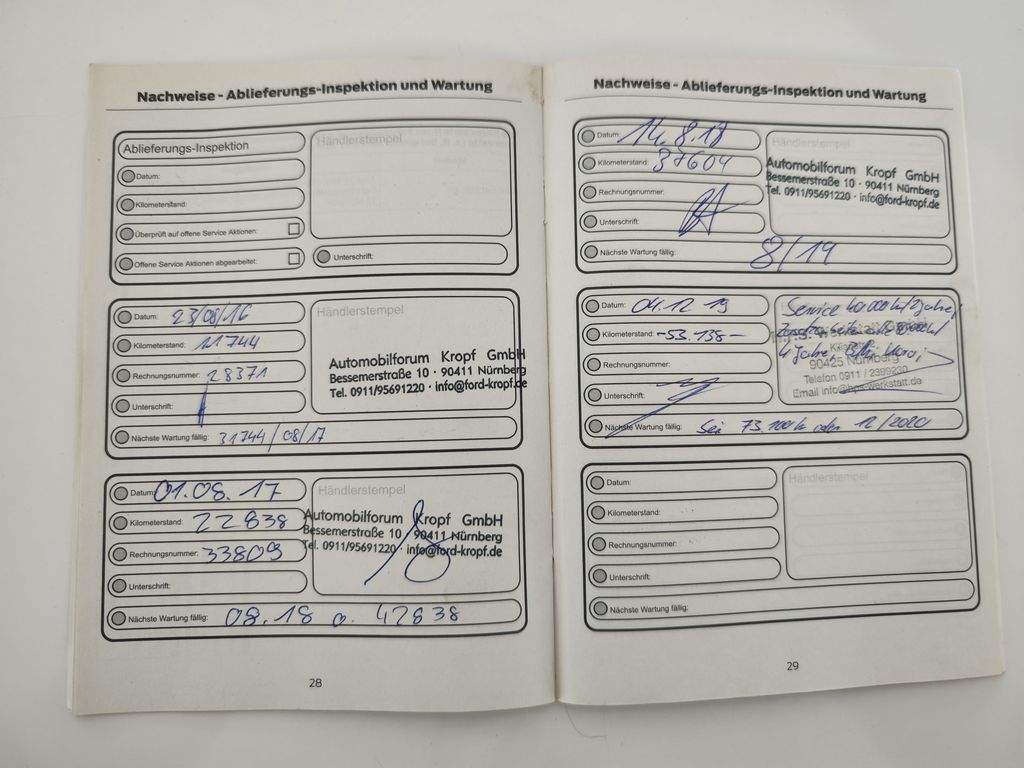 Nachweise - Ablieferungs-Inspektion und Wartung
Ablieferungs-Inspektion
Händlerstempel
Datum:
Kilometerstand:
Überprüft auf offene Service Aktionen:
Offene Service Aktionen abgearbeitet:
Unterschrift:
Datum: 23/08/16
Händlerstempel
Kilometerstand: 11744
Automobilforum Kropf GmbH
Rechnungsnummer: 28371
Bessemerstraße 10 · 90411 Nürnberg
Tel. 0911/95691220 · info@ford-kropf.de
Unterschrift:
Nächste Wartung fällig: 31744/08/17
Datum: 01.08.17
Händlerstempel
Kilometerstand: 22838
Automobilforum Kropf GmbH
Bessemerstraße 10 · 90411 Nürnberg
Rechnungsnummer: 33809
Tel. 0911/95691220 · info@ford-kropf.de
Unterschrift:
Nächste Wartung fällig: 08.18 o. 42838
28
Nachweise - Ablieferungs-Inspektion und Wartung
Datum: 14.8.18
Händlerstempel
Kilometerstand: 37604
Automobilforum Kropf GmbH
Bessemerstraße 10 · 90411 Nürnberg
Rechnungsnummer:
Tel. 0911/95691220 · info@ford-kropf.de
Unterschrift:
Nächste Wartung fällig: 8/19
Datum: 04.12.19
Service 40.000 km/2 Jahre,
Kilometerstand: -53.138-
4 Jahre,
90425 Nürnberg
Rechnungsnummer:
Telefon 0911 / 2399230
Unterschrift:
Email
Nächste Wartung fällig: bei 73.100 km oder 12/2020
Datum:
Händlerstempel
Kilometerstand:
Rechnungsnummer:
Unterschrift:
Nächste Wartung fällig:
29